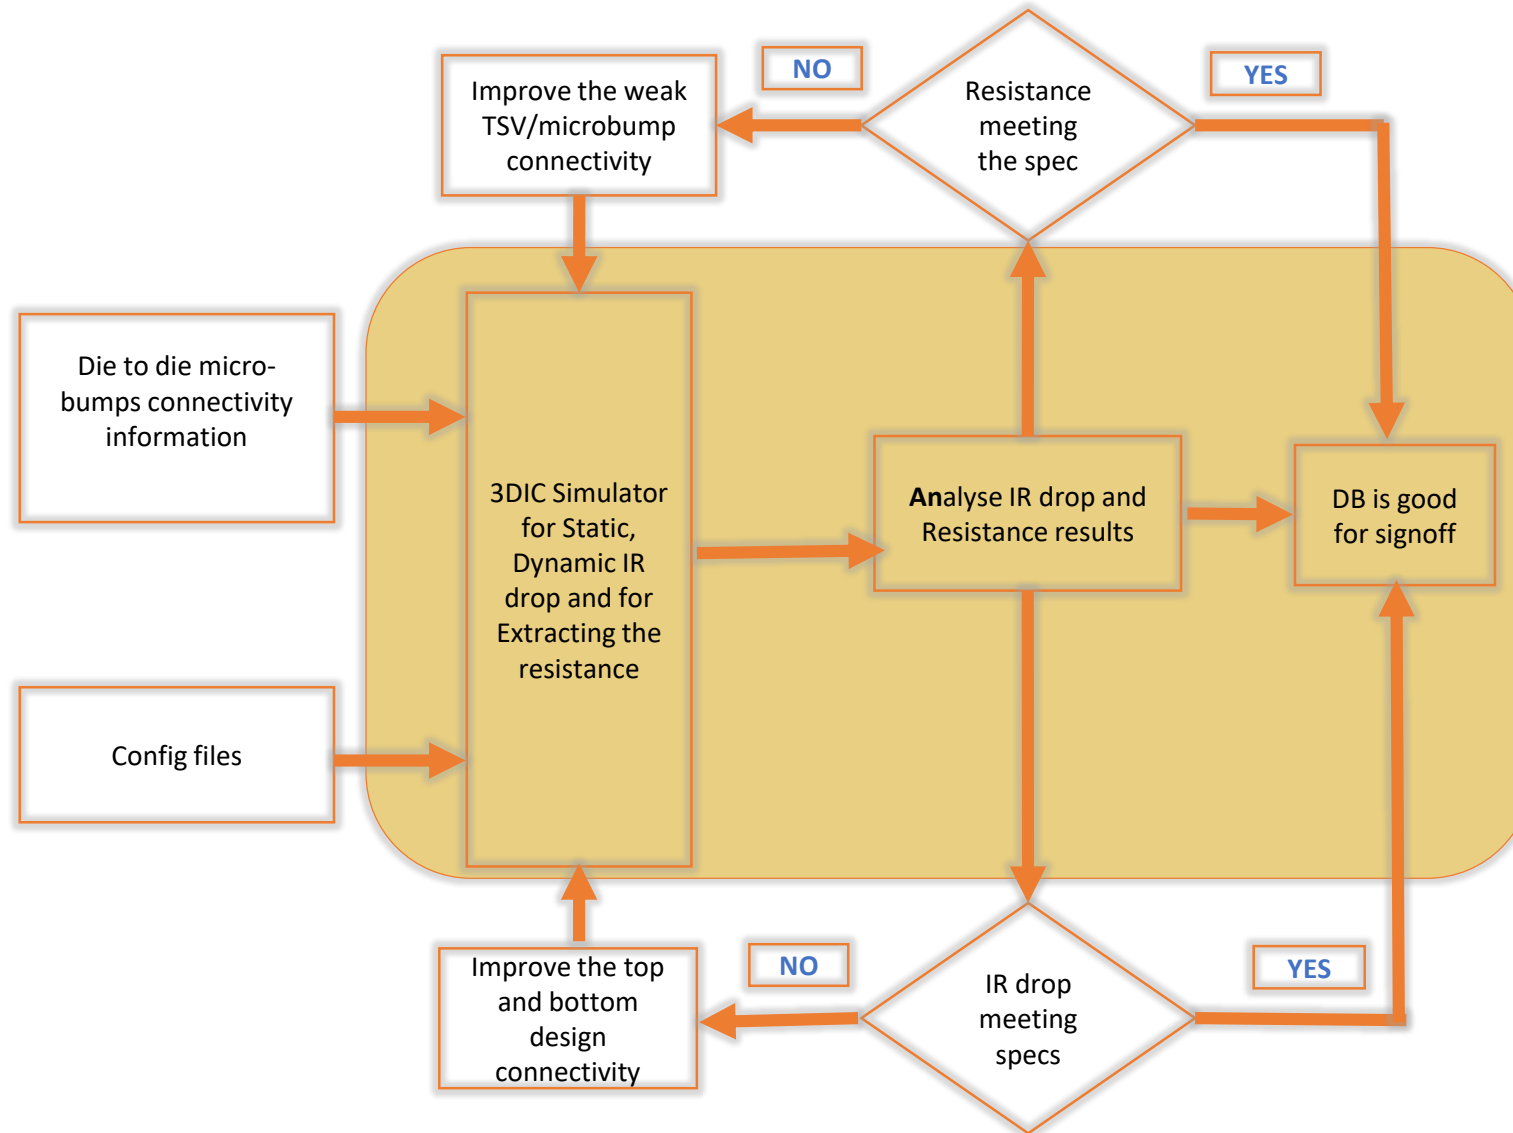 Improve the weak
TSV/microbump
connectivity
NO
Resistance
meeting
the spec
YES
Die to die micro-
bumps connectivity
information
3DIC Simulator
for Static,
Dynamic IR
drop and for
Extracting the
resistance
Analyse IR drop and
Resistance results
DB is good
for signoff
Config files
Improve the top
and bottom
design
connectivity
NO
IR drop
meeting
specs
YES